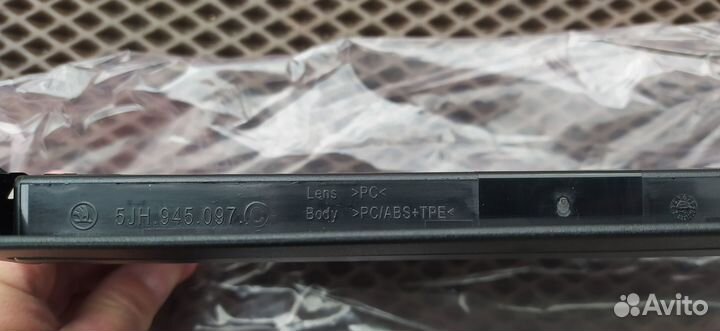 Lens >PC<
5JH.945.097.C
Body >PC/ABS+TPE<
Avito